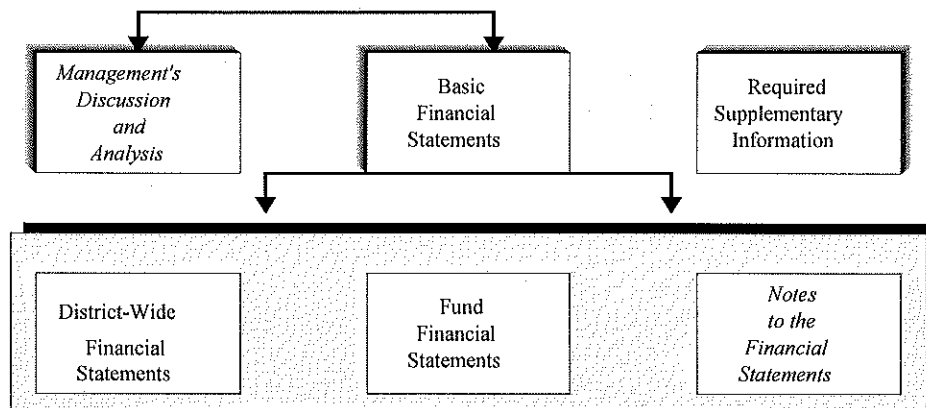 Management's
Discussion
and
Analysis
Basic
Financial
Statements
Required
Supplementary
Information
District-Wide
Financial
Statements
Fund
Financial
Statements
Notes
to the
Financial
Statements